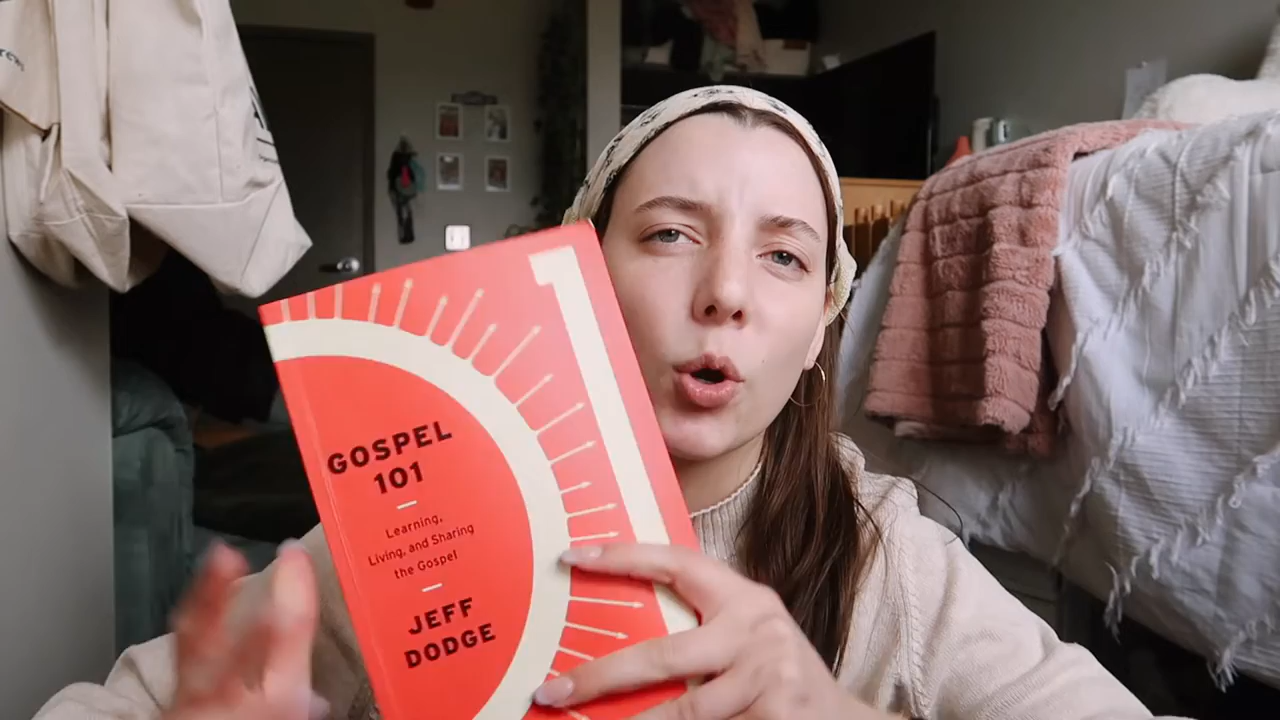 GOSPEL
101
Learning,
Living, and Sharing
the Gospel
JEFF
DODGE